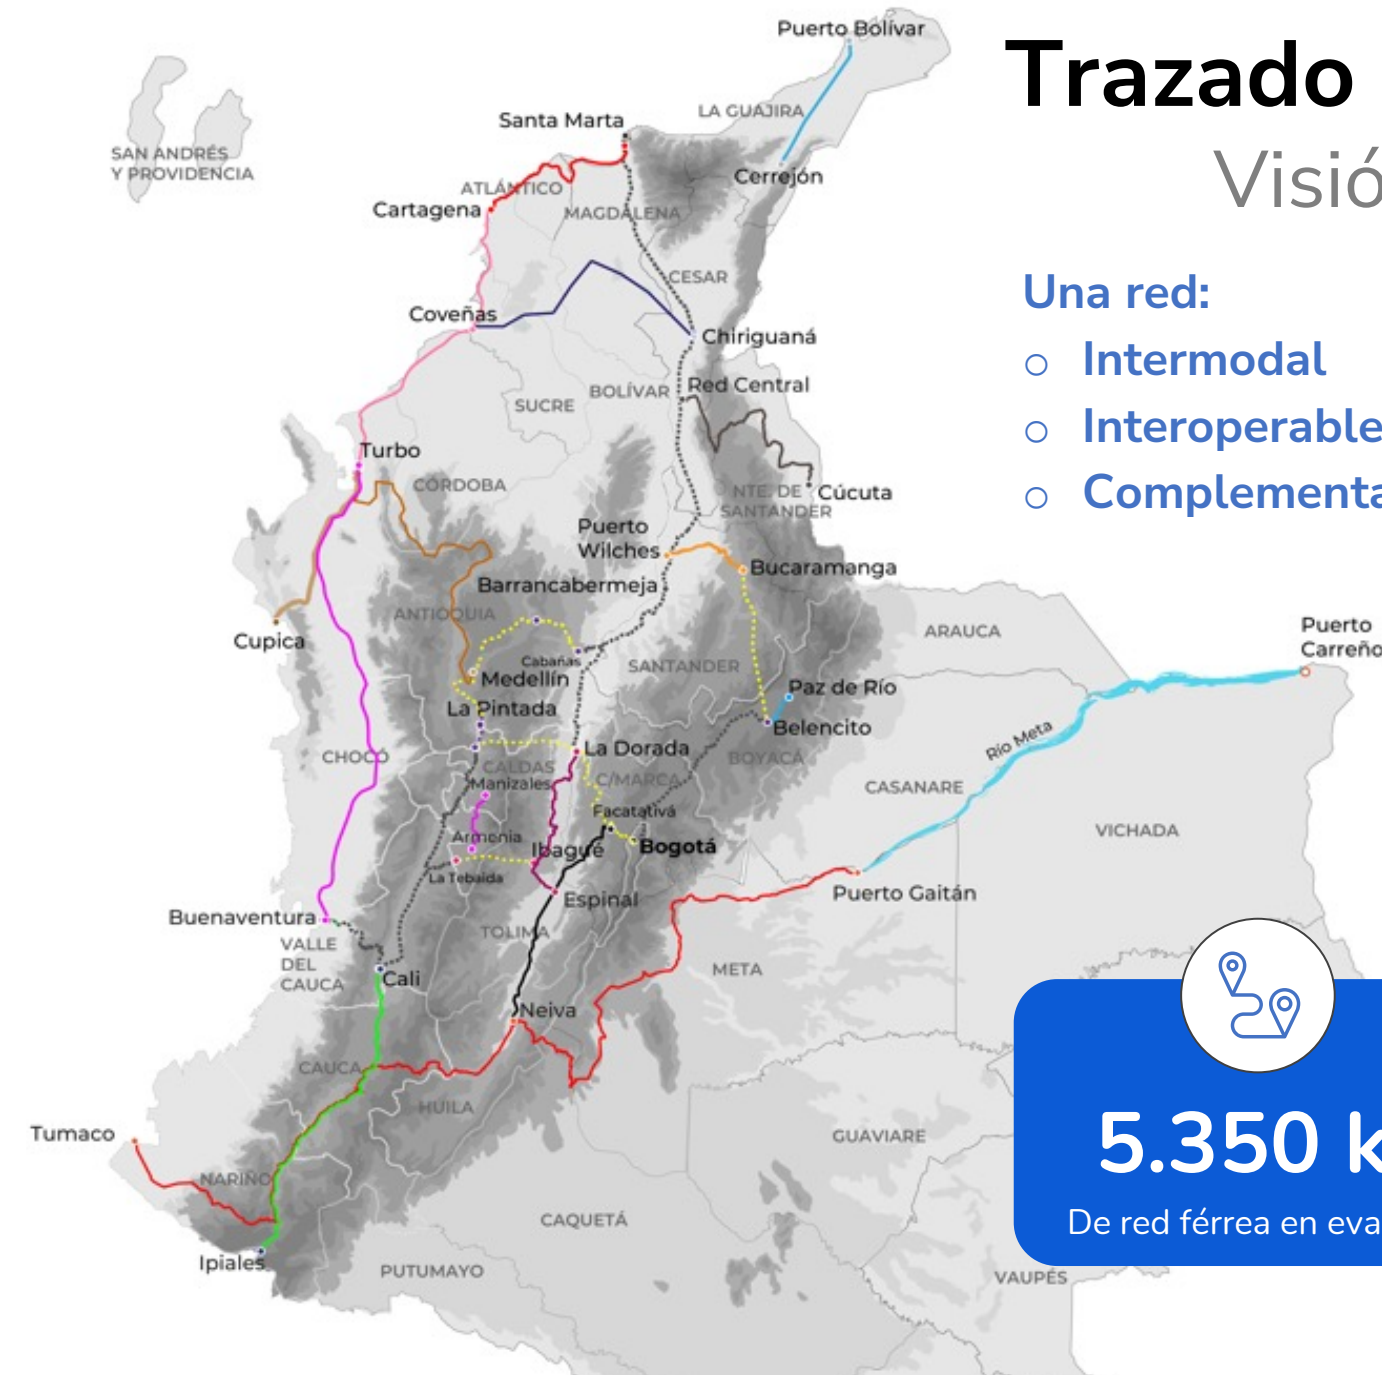 Trazado
Visió
Una red:
○ Intermodal
○ Interoperable
○ Complementa
5.350 k
De red férrea en eva
Puerto Bolívar
LA GUAJIRA
Santa Marta
SAN ANDRÉS
Y PROVIDENCIA
Cerrejón
ATLÁNTICO
Cartagena
MAGDALENA
CESAR
Coveñas
Chiriguaná
Red Central
BOLÍVAR
SUCRE
Turbo
CÓRDOBA
NTE. DE
SANTANDER
Cúcuta
Puerto
Wilches
Bucaramanga
Barrancabermeja
ANTIOQUIA
Cupica
ARAUCA
Puerto
Carreño
Cabañas
SANTANDER
Medellín
Paz de Río
La Pintada
Belencito
Río Meta
La Dorada
CHOCÓ
BOYACÁ
CALDAS
C/MARCA
Manizales
CASANARE
Facatativá
VICHADA
Armenia
Ibagué
Bogotá
La Tebaida
Espinal
Puerto Gaitán
Buenaventura
TOLIMA
VALLE
DEL
CAUCA
META
Cali
Neiva
CAUCA
HUILA
Tumaco
GUAVIARE
NARIÑO
CAQUETÁ
Ipiales
PUTUMAYO
VAUPÉS